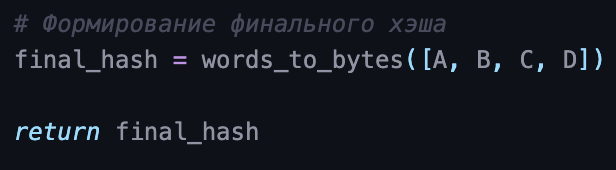 # Формирование финального хэша
final_hash = words_to_bytes([A, B, C, D])
return final_hash